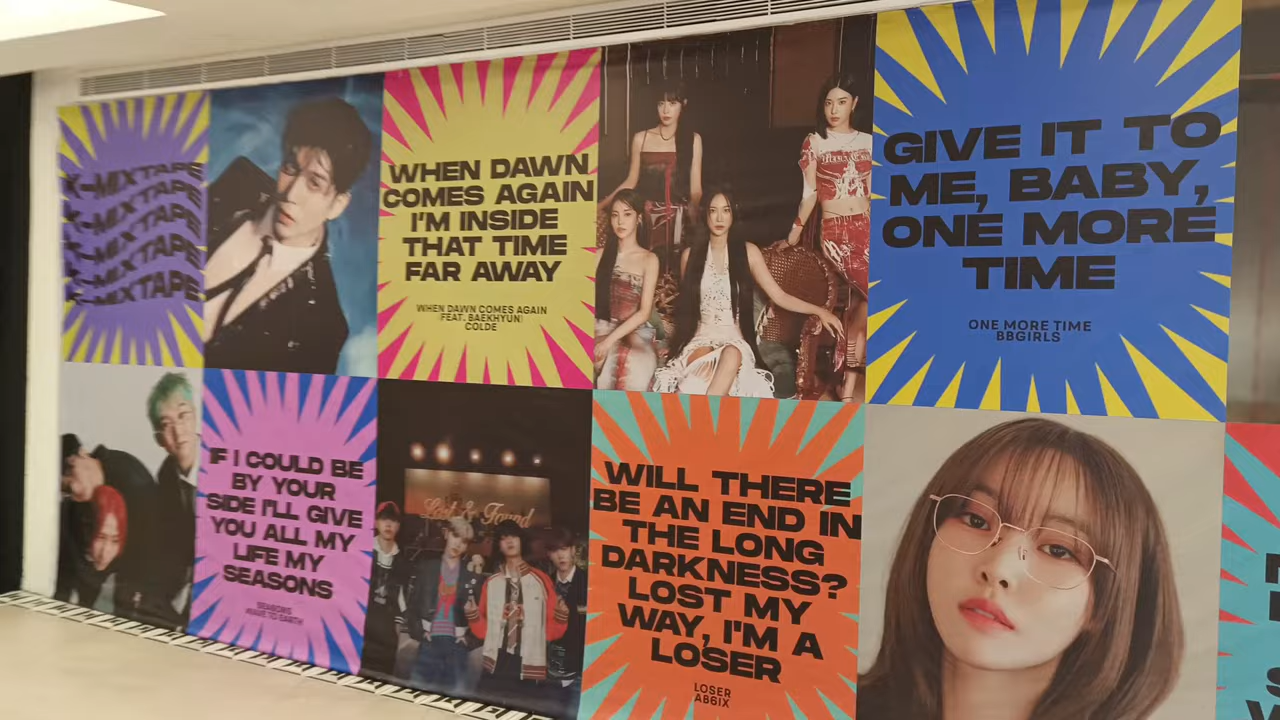 K-MIXTAPE
K-MIXTAPE
K-MIXTAPE
K-MIXTAPE
K-MIXTAPE
K-MIXTAPE
WHEN DAWN
COMES AGAIN
I'M INSIDE
THAT TIME
FAR AWAY
WHEN DAWN COMES AGAIN
FEAT. BAEKHYUN)
COLDE
GIVE IT TO
ME, BABY,
ONE MORE
TIME
ONE MORE TIME
BBGIRLS
IF I COULD BE
BY YOUR
SIDE I'LL GIVE
YOU ALL MY
LIFE MY
SEASONS
SEASONS
WAVE TO EARTH
Lost & Found
WILL THERE
BE AN END IN
THE LONG
DARKNESS?
LOST MY
WAY, I'M A
LOSER
LOSER
AB6IX